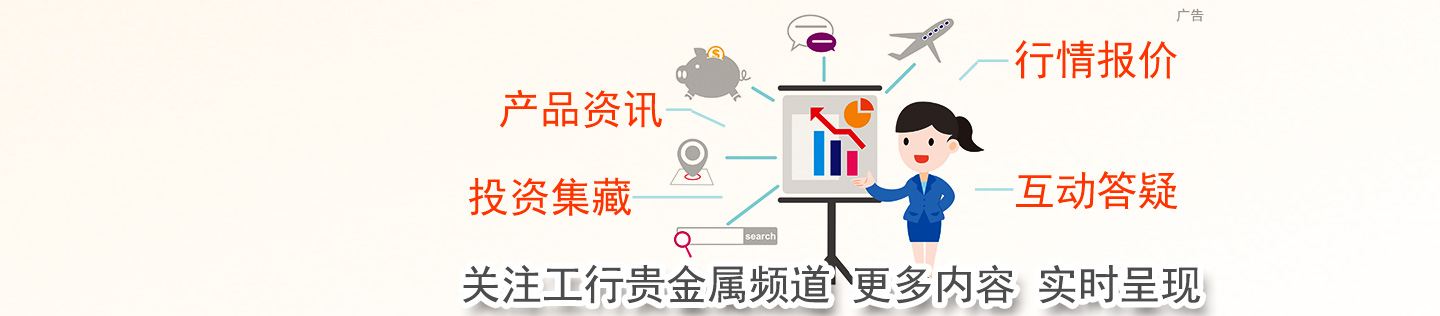 广告
行情报价
产品资讯
投资集藏
互动答疑
search
关注工行贵金属频道 更多内容 实时呈现